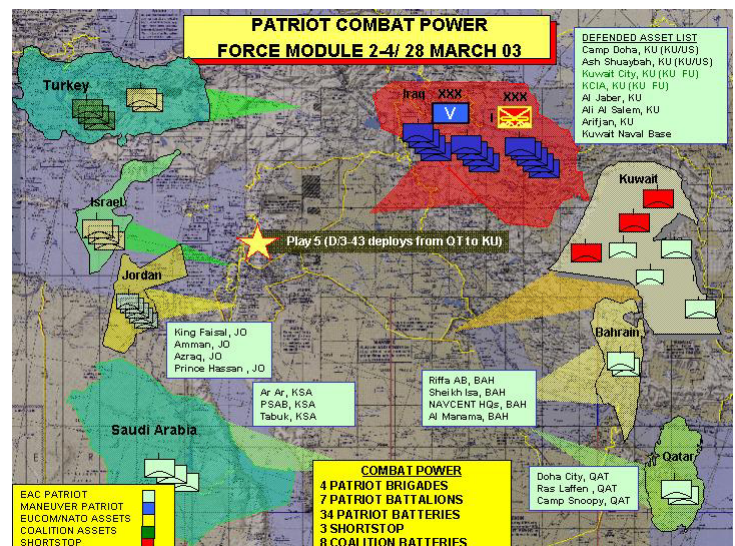 PATRIOT COMBAT POWER
FORCE MODULE 2-4/ 28 MARCH 03
DEFENDED ASSET LIST
Camp Doha, KU (KU/US)
Ash Shuaybah, KU (KU/US)
Kuwait City, KU (KU FU)
KCIA, KU (KU FU)
Al Jaber, KU
Ali Al Salem, KU
Arifjan, KU
Kuwait Naval Base
Turkey
Iraq
XXX
XXX
V
I
Israel
Kuwait
Play 5 (D/3-43 deploys from QT to KU)
Jordan
King Faisal, JO
Amman, JO
Azraq, JO
Prince Hassan , JO
Bahrain
Ar Ar, KSA
PSAB, KSA
Tabuk, KSA
Riffa AB, BAH
Sheikh Isa, BAH
NAVCENT HQs, BAH
Al Manama, BAH
Saudi Arabia
Qatar
Doha City, QAT
Ras Laffen , QAT
Camp Snoopy, QAT
EAC PATRIOT
MANEUVER PATRIOT
EUCOM/NATO ASSETS
COALITION ASSETS
SHORTSTOP
COMBAT POWER
4 PATRIOT BRIGADES
7 PATRIOT BATTALIONS
34 PATRIOT BATTERIES
3 SHORTSTOP
8 COALITION BATTERIES